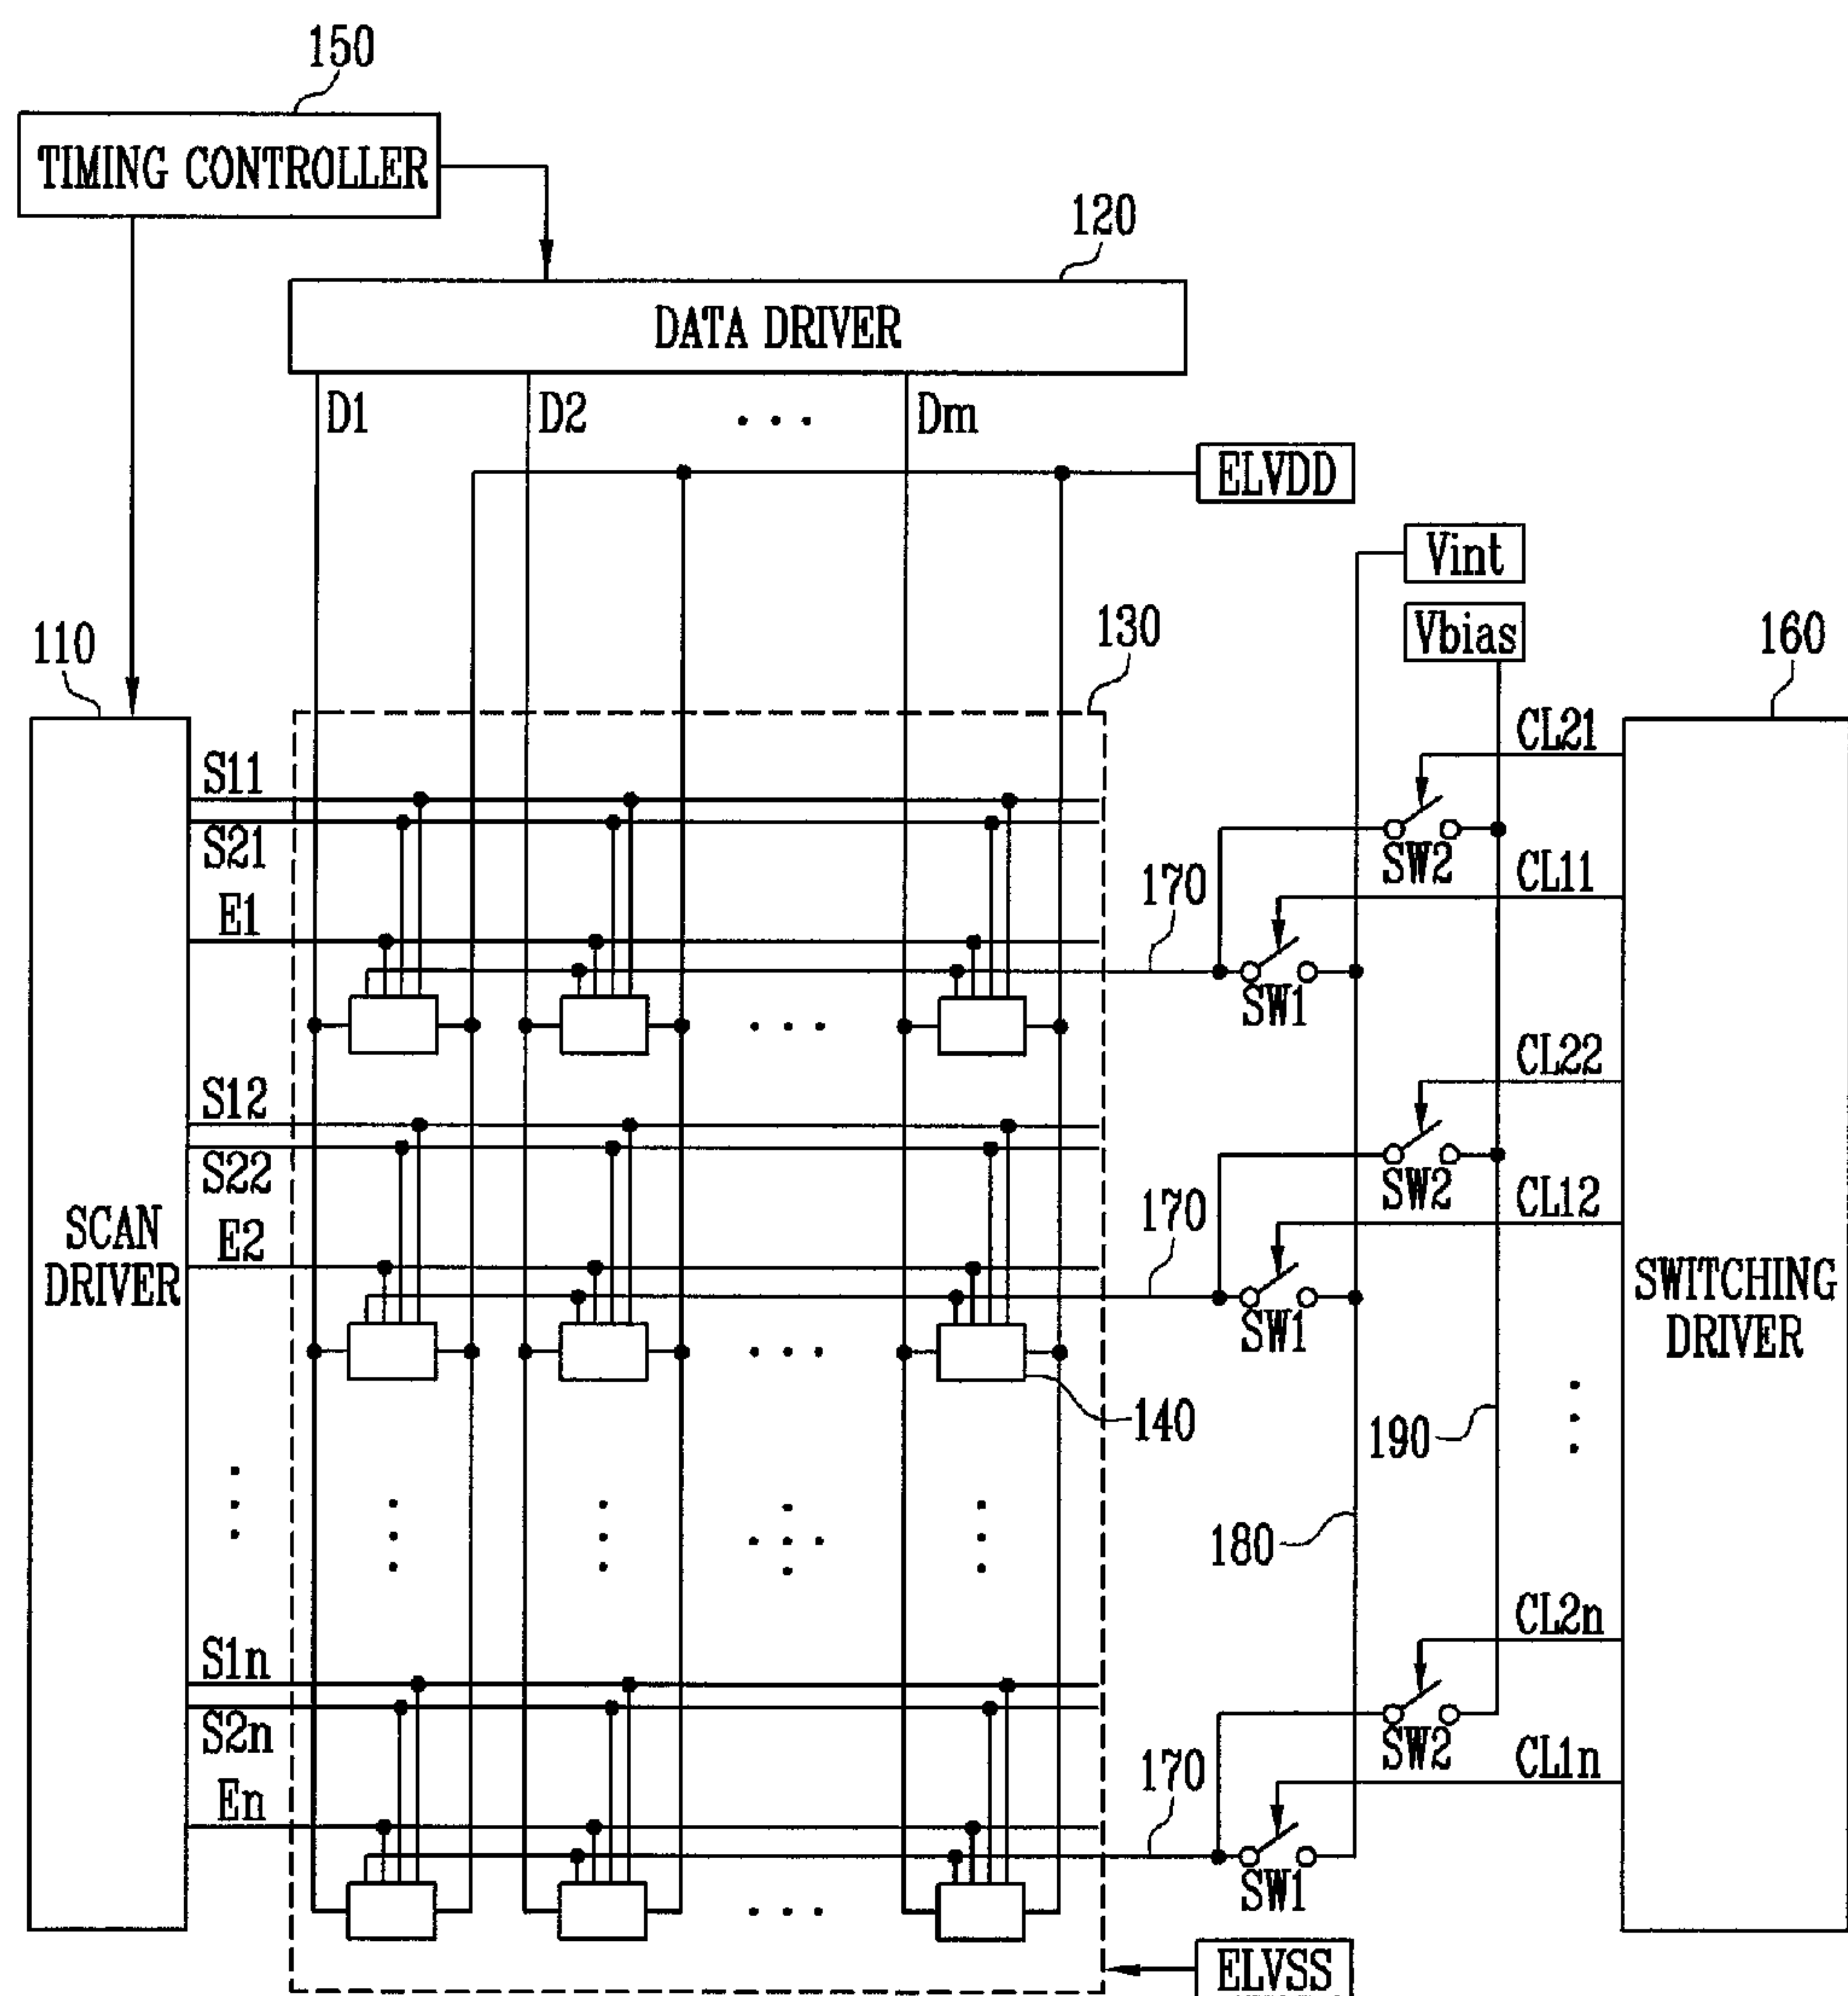 150
TIMING CONTROLLER
120
DATA DRIVER
D1
D2
Dm
ELVDD
Vint
Vbias
130
110
160
CL21
S11
S21
SW2
CL11
170
E1
SW1
CL22
S12
S22
SW2
CL12
170
E2
SCAN
DRIVER
SWITCHING
DRIVER
SW1
140
190
180
CL2n
S1n
S2n
SW2
CL1n
170
En
SW1
ELVSS